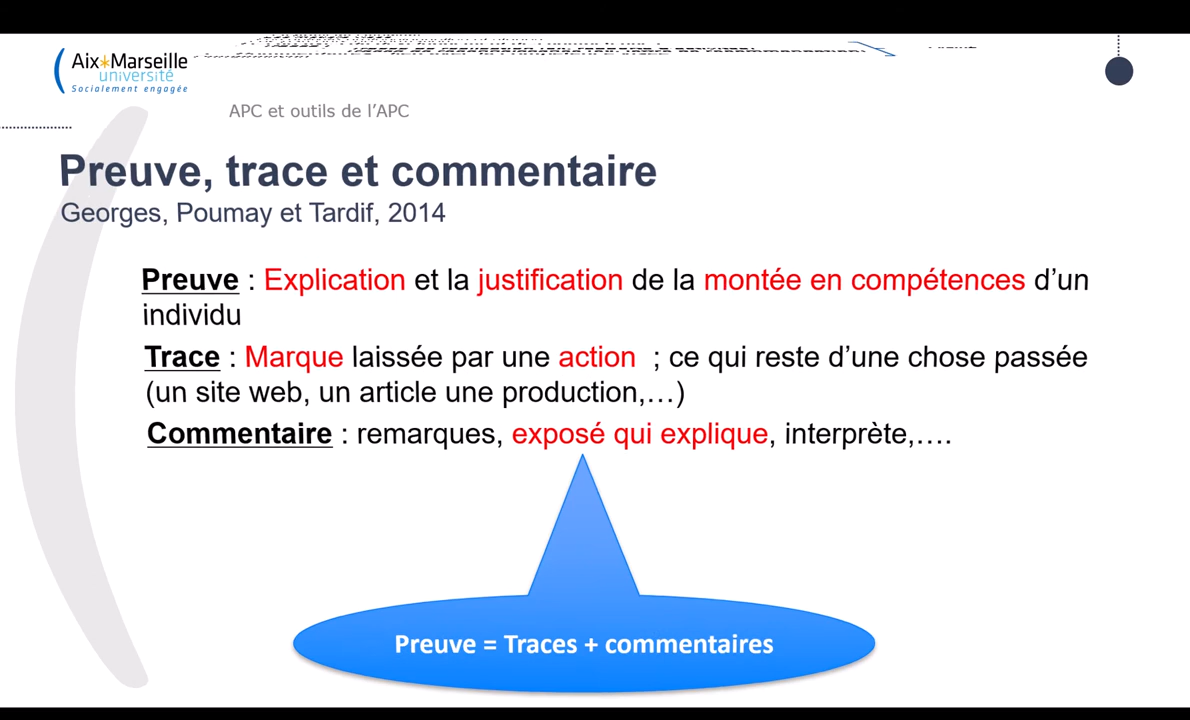 Aix*Marseille
université
Socialement engagée
APC et outils de l’APC
Preuve, trace et commentaire
Georges, Poumay et Tardif, 2014
Preuve : Explication et la justification de la montée en compétences d’un
individu
Trace : Marque laissée par une action ; ce qui reste d’une chose passée
(un site web, un article une production,…)
Commentaire : remarques, exposé qui explique, interprète,….
Preuve = Traces + commentaires